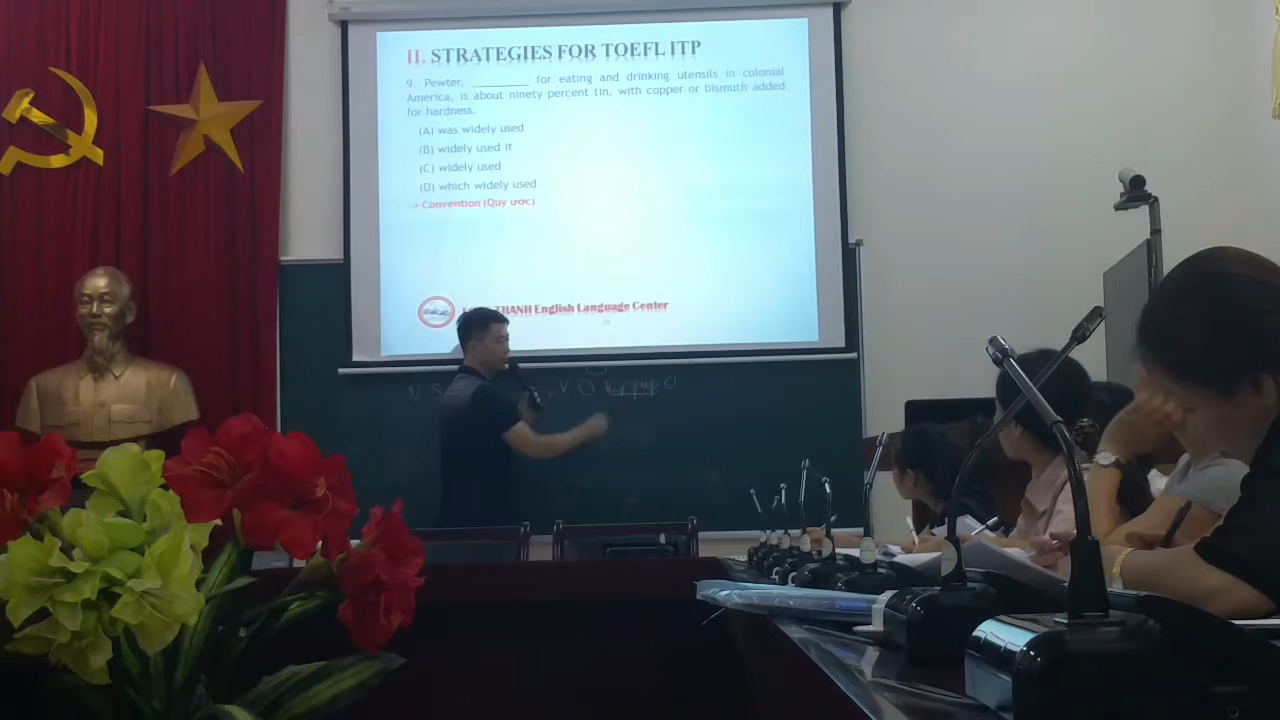 II. STRATEGIES FOR TOEFL ITP
9. Pewter, _________ for eating and drinking utensils in colonial
America, is about ninety percent tin, with copper or bismuth added
for hardness.
(A) was widely used
(B) widely used it
(C) widely used
(D) which widely used
→ Convention (Quy ước)
THANH English Language Center